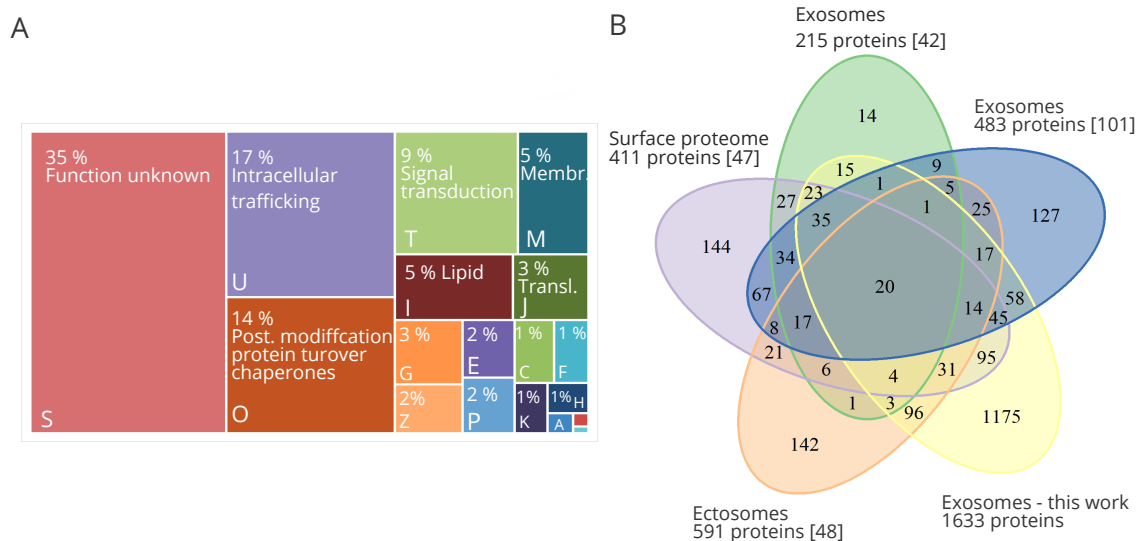 A
35 %
Function unknown
S
17 %
Intracellular
trafficking
U
14 %
Post. modiffcation
protein turover
chaperones
O
9 %
Signal
transduction
T
5 %
Membr.
M
5 % Lipid
I
3 %
Transl.
J
3 %
G
2 %
E
1 %
C
1 %
F
2%
Z
2 %
P
1%
K
1% H
A
B
Exosomes
215 proteins [42]
Exosomes
483 proteins [101]
Surface proteome
411 proteins [47]
14
9
15
1
5
27
23
1
25
127
35
144
34
17
67
20
58
14
45
8
17
21
95
6
4
31
1
3
96
1175
142
Ectosomes
591 proteins [48]
Exosomes - this work
1633 proteins